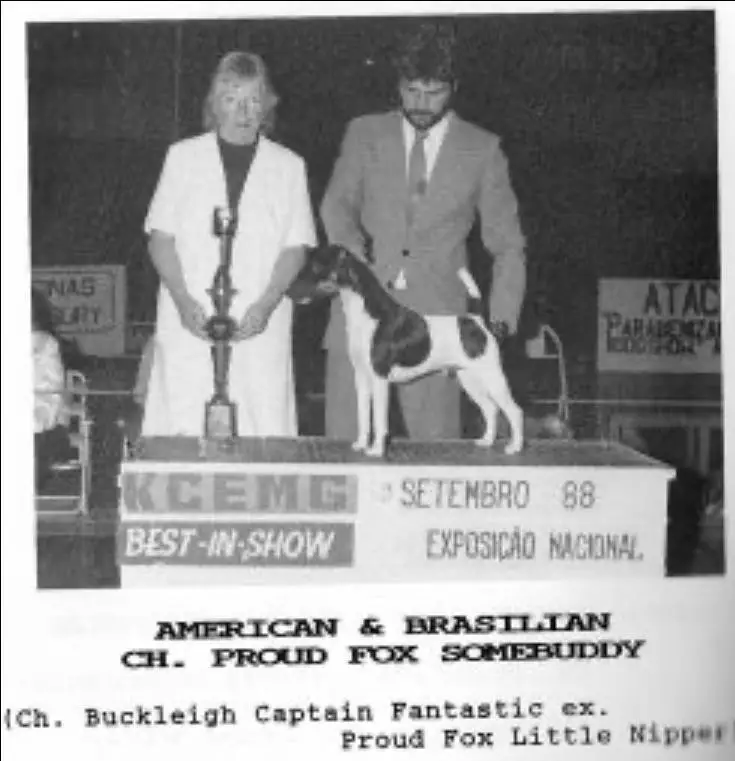 NAS
ATAC
KCEMG
SETEMBRO 88
BEST-IN-SHOW
EXPOSIÇÃO NACIONAL
AMERICAN & BRASILIAN
CH. PROUD FOX SOMEBUDDY
(Ch. Buckleigh Captain Fantastic ex.
Proud Fox Little Nipper)